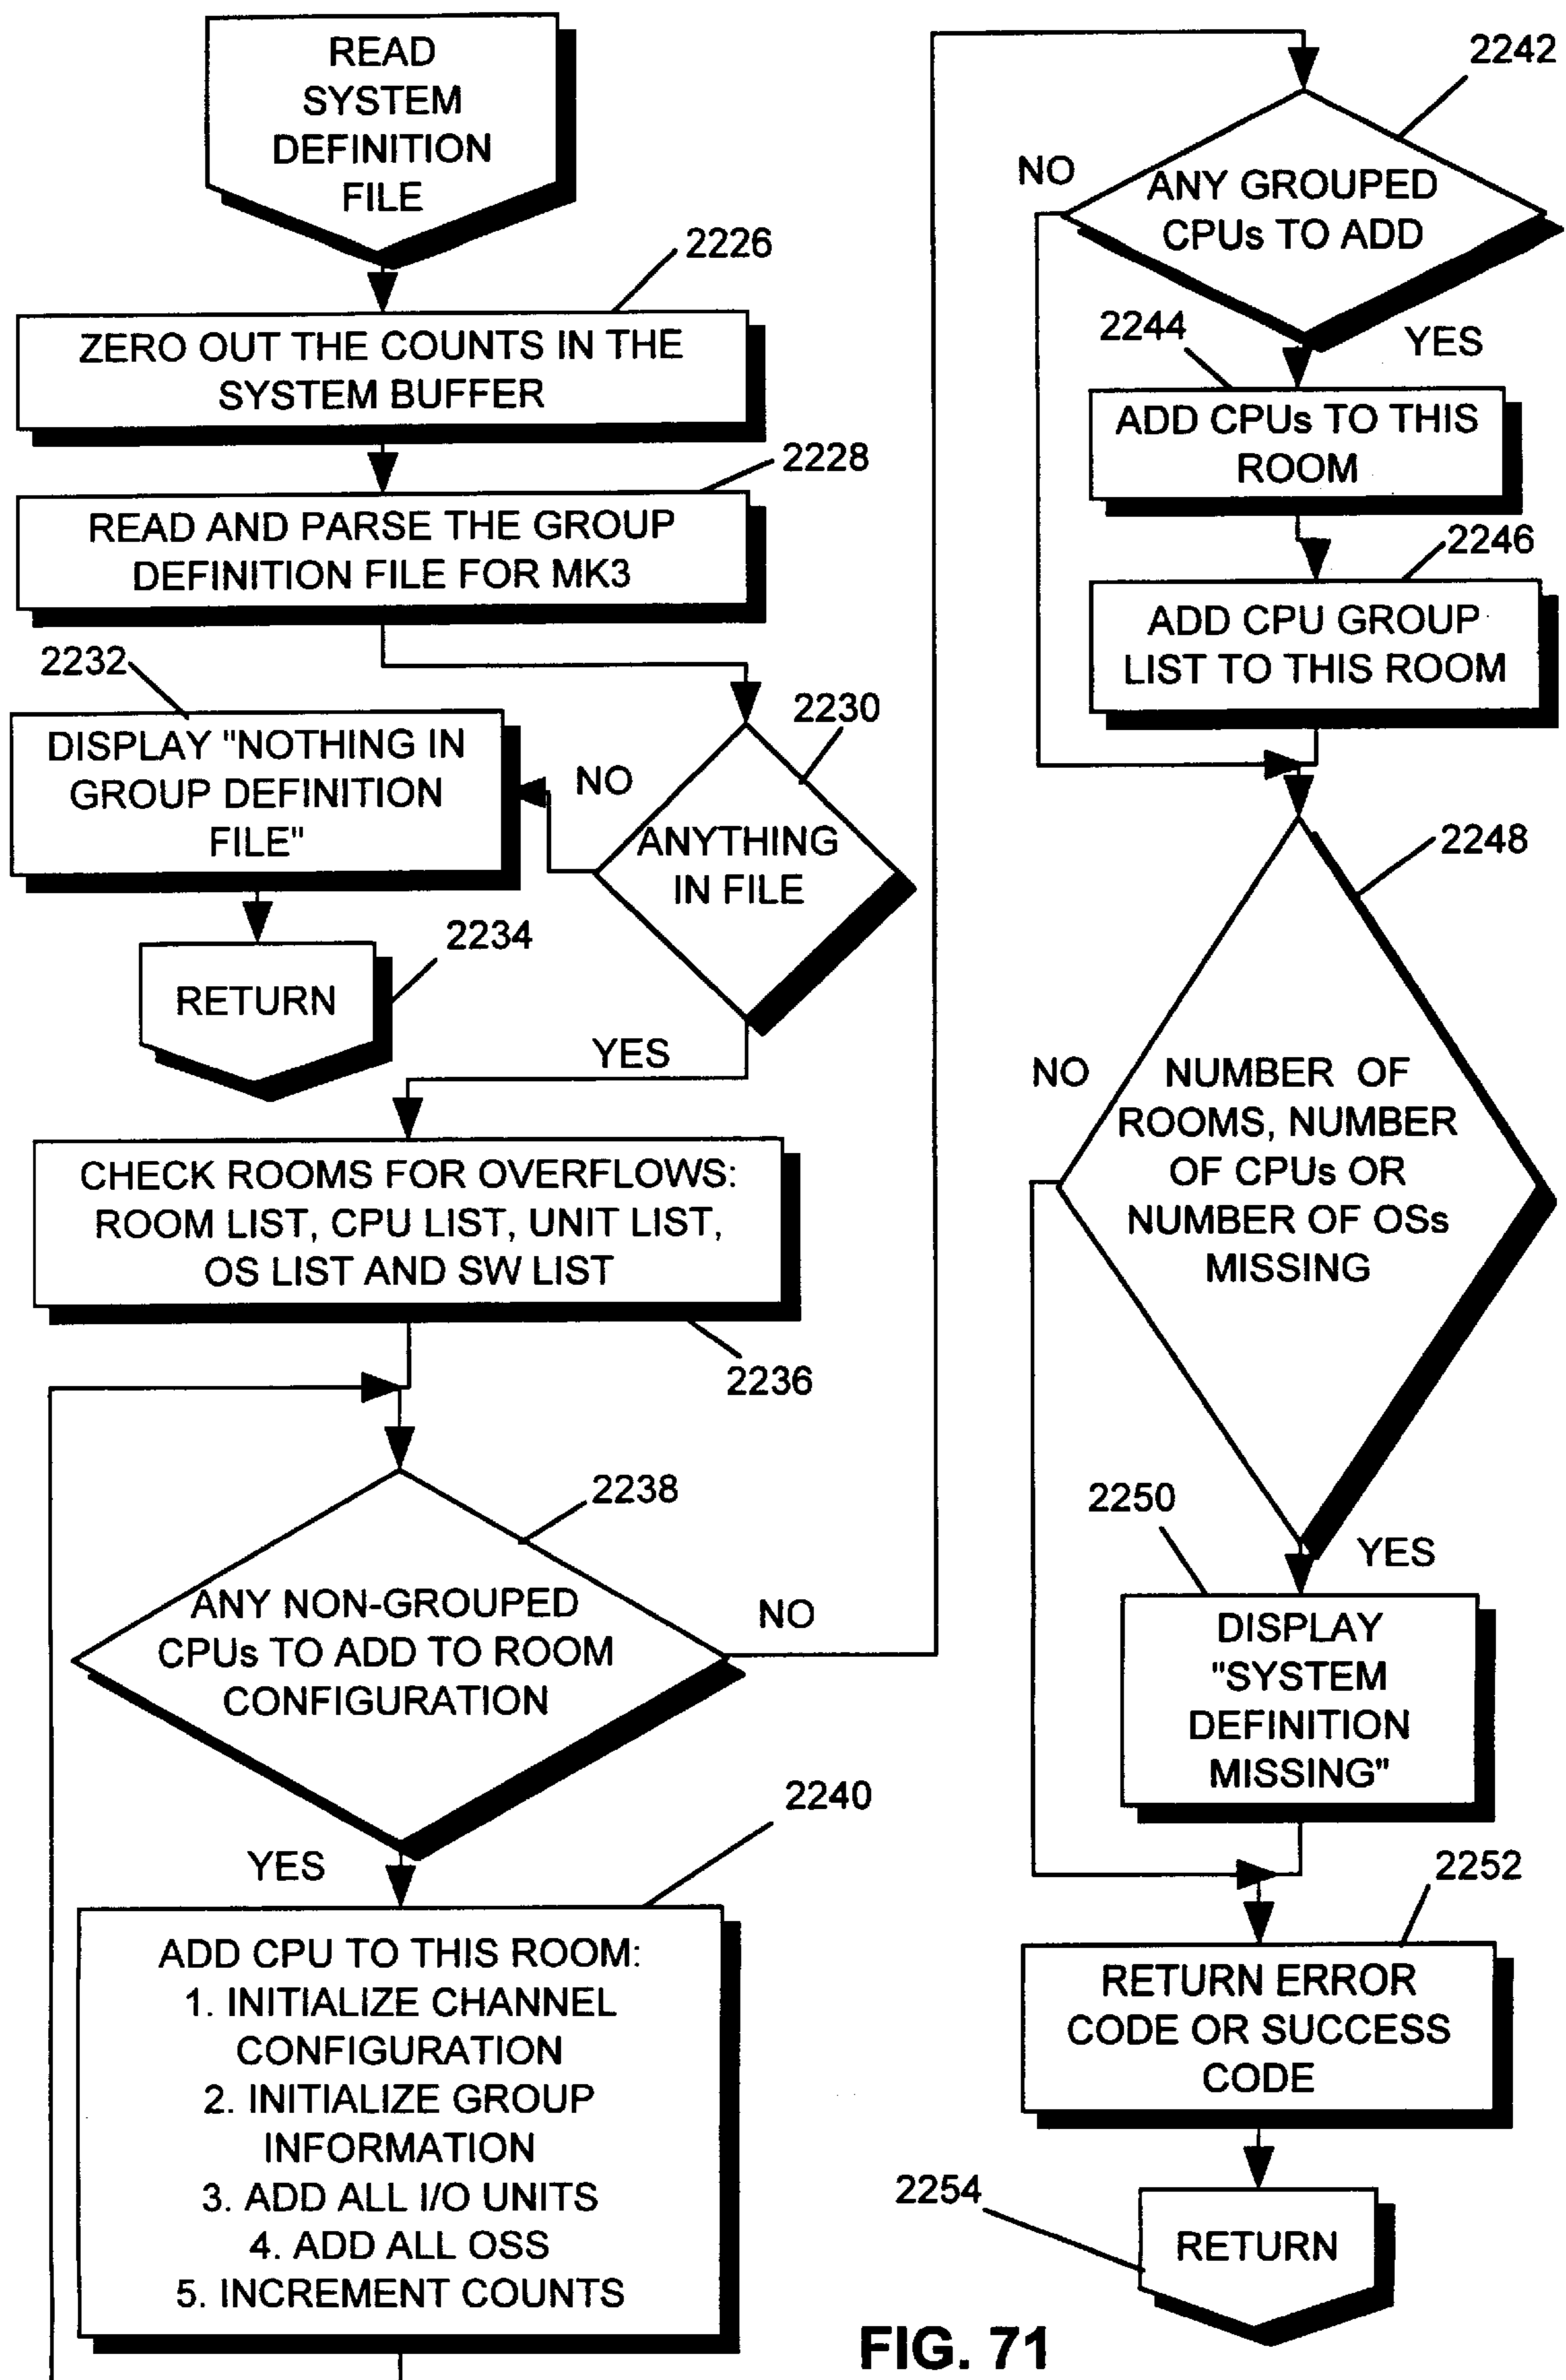 READ
SYSTEM
DEFINITION
FILE
2226
ZERO OUT THE COUNTS IN THE
SYSTEM BUFFER
2228
READ AND PARSE THE GROUP
DEFINITION FILE FOR MK3
2232
2230
DISPLAY "NOTHING IN
GROUP DEFINITION
FILE"
NO
ANYTHING
IN FILE
2234
RETURN
YES
CHECK ROOMS FOR OVERFLOWS:
ROOM LIST, CPU LIST, UNIT LIST,
OS LIST AND SW LIST
2236
2238
ANY NON-GROUPED
CPUs TO ADD TO ROOM
CONFIGURATION
NO
2240
YES
ADD CPU TO THIS ROOM:
1. INITIALIZE CHANNEL
CONFIGURATION
2. INITIALIZE GROUP
INFORMATION
3. ADD ALL I/O UNITS
4. ADD ALL OSS
5. INCREMENT COUNTS
2242
NO
ANY GROUPED
CPUs TO ADD
2244
YES
ADD CPUs TO THIS
ROOM
2246
ADD CPU GROUP
LIST TO THIS ROOM
2248
NO
NUMBER OF
ROOMS, NUMBER
OF CPUs OR
NUMBER OF OSs
MISSING
2250
YES
DISPLAY
"SYSTEM
DEFINITION
MISSING"
2252
RETURN ERROR
CODE OR SUCCESS
CODE
2254
RETURN
FIG. 71